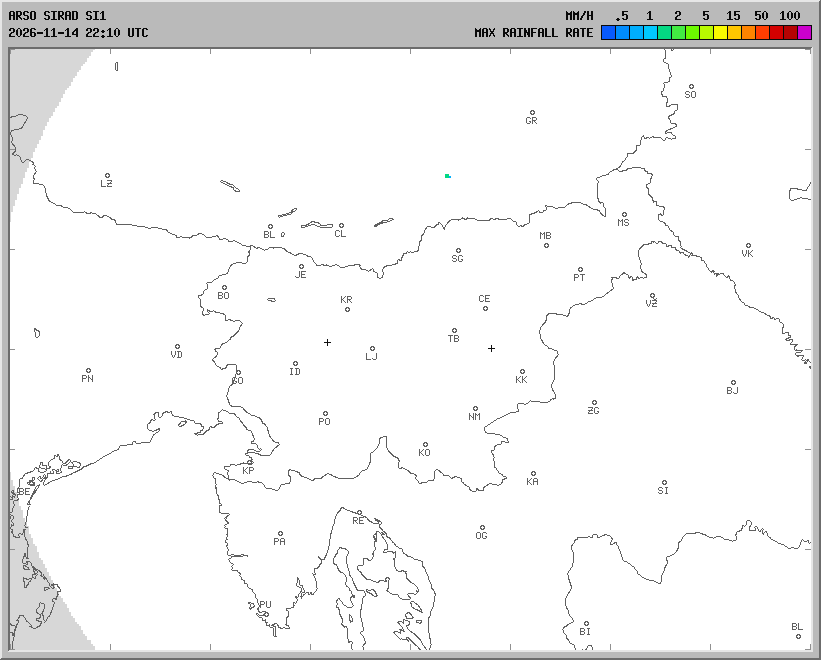 ARSO SIRAD SI1
2026-11-14 22:10 UTC
MM/H .5 1 2 5 15 50 100
MAX RAINFALL RATE
SO
GR
LZ
MS
BL
CL
MB
VK
SG
JE
PT
BO
KR
CE
VZ
TB
VD
LJ
ID
PN
GO
KK
BJ
ZG
NM
PO
KO
KP
KA
BE
SI
RE
OG
PA
PU
BI
BL